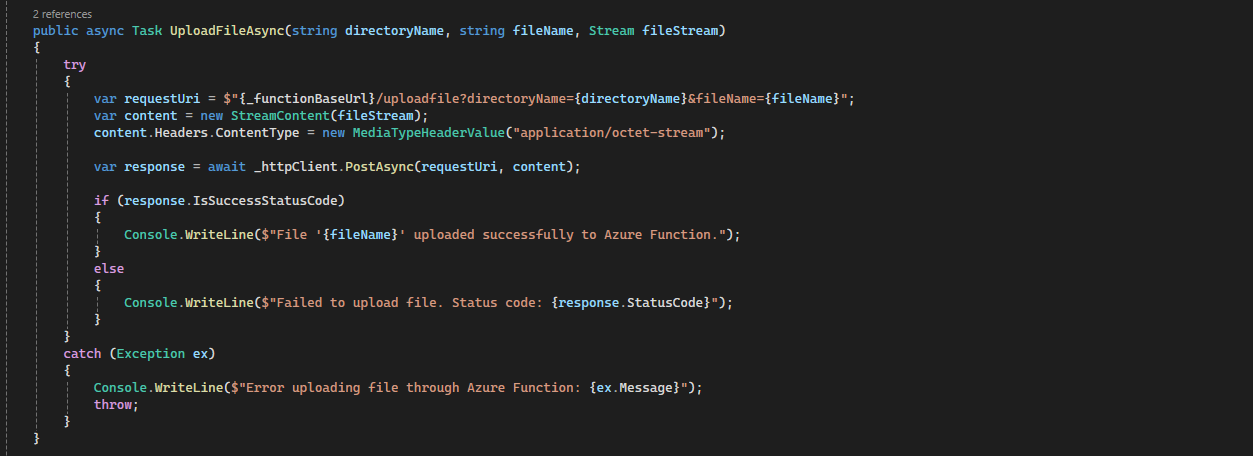 2 references
public async Task UploadFileAsync(string directoryName, string fileName, Stream fileStream)
{
try
{
var requestUri = $"{_functionBaseUrl}/uploadfile?directoryName={directoryName}&fileName={fileName}";
var content = new StreamContent(fileStream);
content.Headers.ContentType = new MediaTypeHeaderValue("application/octet-stream");
var response = await _httpClient.PostAsync(requestUri, content);
if (response.IsSuccessStatusCode)
{
Console.WriteLine($"File '{fileName}' uploaded successfully to Azure Function.");
}
else
{
Console.WriteLine($"Failed to upload file. Status code: {response.StatusCode}");
}
}
catch (Exception ex)
{
Console.WriteLine($"Error uploading file through Azure Function: {ex.Message}");
throw;
}
}